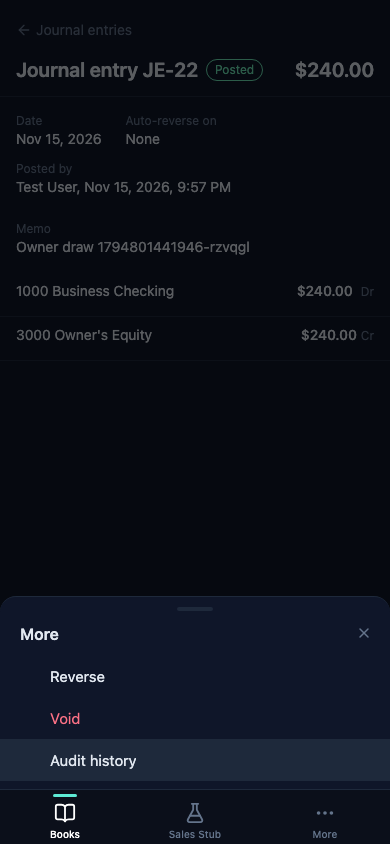 ← Journal entries
Journal entry JE-22 Posted $240.00
Date Auto-reverse on
Nov 15, 2026 None
Posted by
Test User, Nov 15, 2026, 9:57 PM
Memo
Owner draw 1794801441946-rzvqgl
1000 Business Checking $240.00 Dr
3000 Owner's Equity $240.00 Cr
More
Reverse
Void
Audit history
Books Sales Stub More